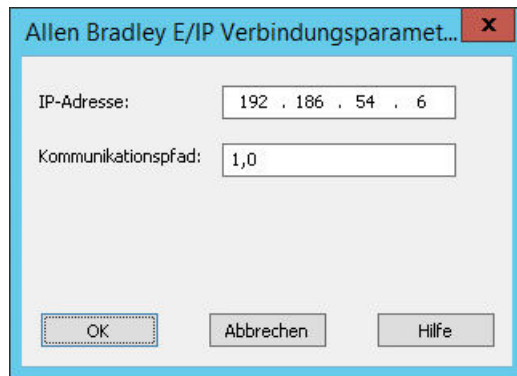 Allen Bradley E/IP Verbindungsparamet... x
IP-Adresse: 192 . 186 . 54 . 6
Kommunikationspfad: 1,0
OK Abbrechen Hilfe